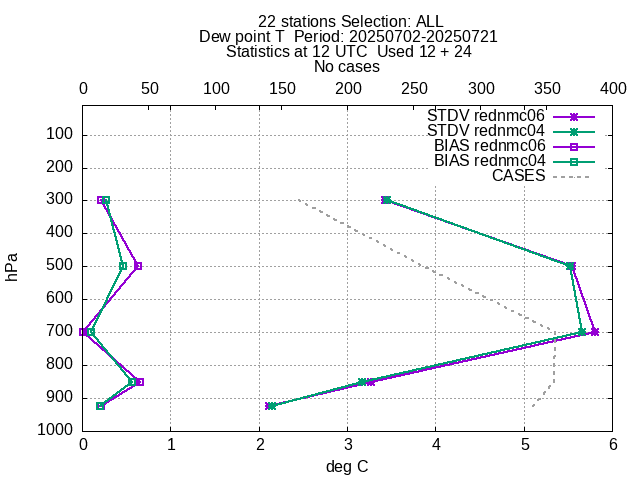 22 stations Selection: ALL
Dew point T  Period: 20250702-20250721
Statistics at 12 UTC  Used 12 + 24
No cases
0 50 100 150 200 250 300 350 400
STDV rednmc06
STDV rednmc04
BIAS rednmc06
BIAS rednmc04
CASES
100
200
300
400
500
600
700
800
900
1000
hPa
0 1 2 3 4 5 6
deg C